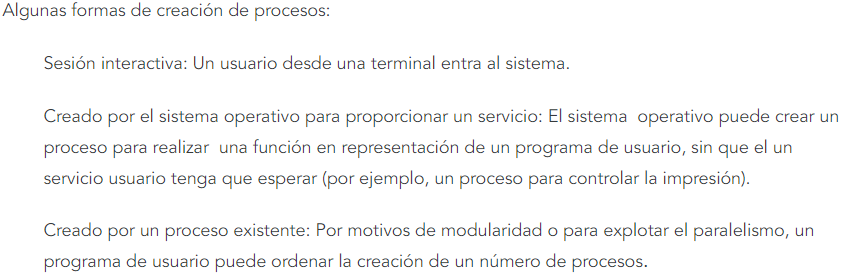 Algunas formas de creación de procesos:
Sesión interactiva: Un usuario desde una terminal entra al sistema.
Creado por el sistema operativo para proporcionar un servicio: El sistema  operativo puede crear un
proceso para realizar  una función en representación de un programa de usuario, sin que el un
servicio usuario tenga que esperar (por ejemplo, un proceso para controlar la impresión).
Creado por un proceso existente: Por motivos de modularidad o para explotar el paralelismo, un
programa de usuario puede ordenar la creación de un número de procesos.